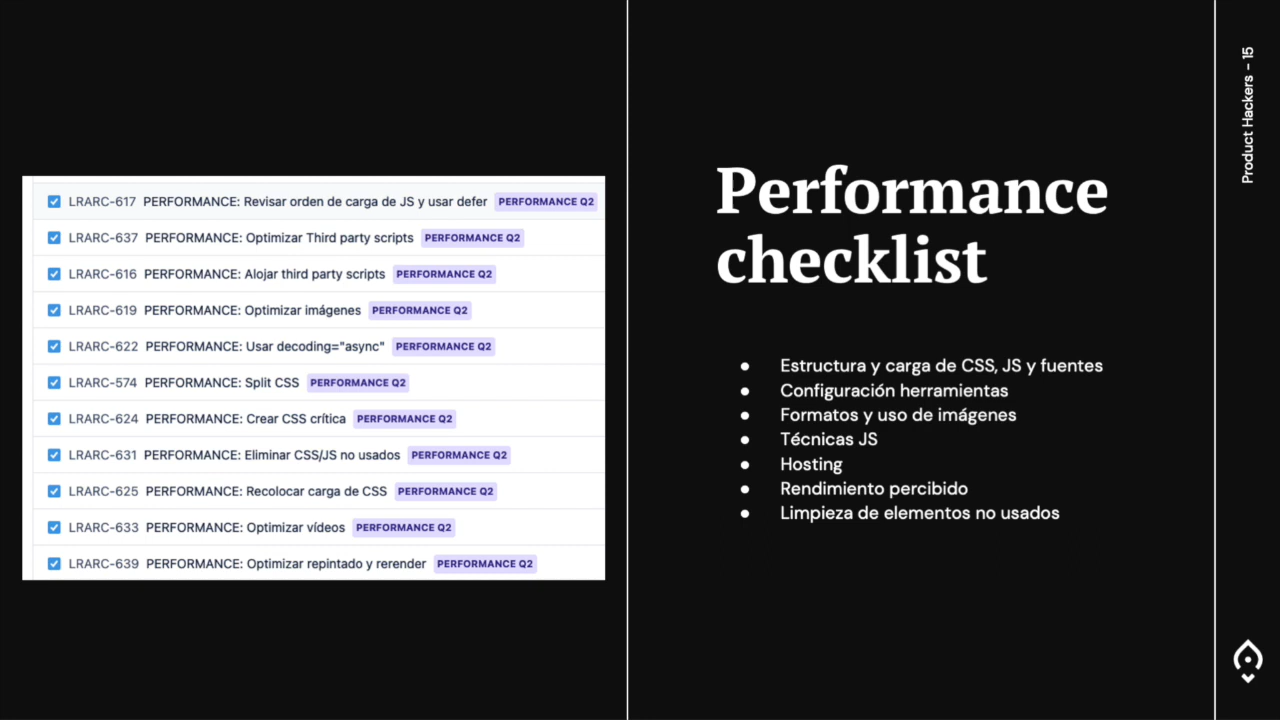 LRARC-617 PERFORMANCE: Revisar orden de carga de JS y usar defer PERFORMANCE Q2
LRARC-637 PERFORMANCE: Optimizar Third party scripts PERFORMANCE Q2
LRARC-616 PERFORMANCE: Alojar third party scripts PERFORMANCE Q2
LRARC-619 PERFORMANCE: Optimizar imágenes PERFORMANCE Q2
LRARC-622 PERFORMANCE: Usar decoding="async" PERFORMANCE Q2
LRARC-574 PERFORMANCE: Split CSS PERFORMANCE Q2
LRARC-624 PERFORMANCE: Crear CSS crítica PERFORMANCE Q2
LRARC-631 PERFORMANCE: Eliminar CSS/JS no usados PERFORMANCE Q2
LRARC-625 PERFORMANCE: Recolocar carga de CSS PERFORMANCE Q2
LRARC-633 PERFORMANCE: Optimizar vídeos PERFORMANCE Q2
LRARC-639 PERFORMANCE: Optimizar repintado y rerender PERFORMANCE Q2
Performance
checklist
● Estructura y carga de CSS, JS y fuentes
● Configuración herramientas
● Formatos y uso de imágenes
● Técnicas JS
● Hosting
● Rendimiento percibido
● Limpieza de elementos no usados
Product Hackers - 15